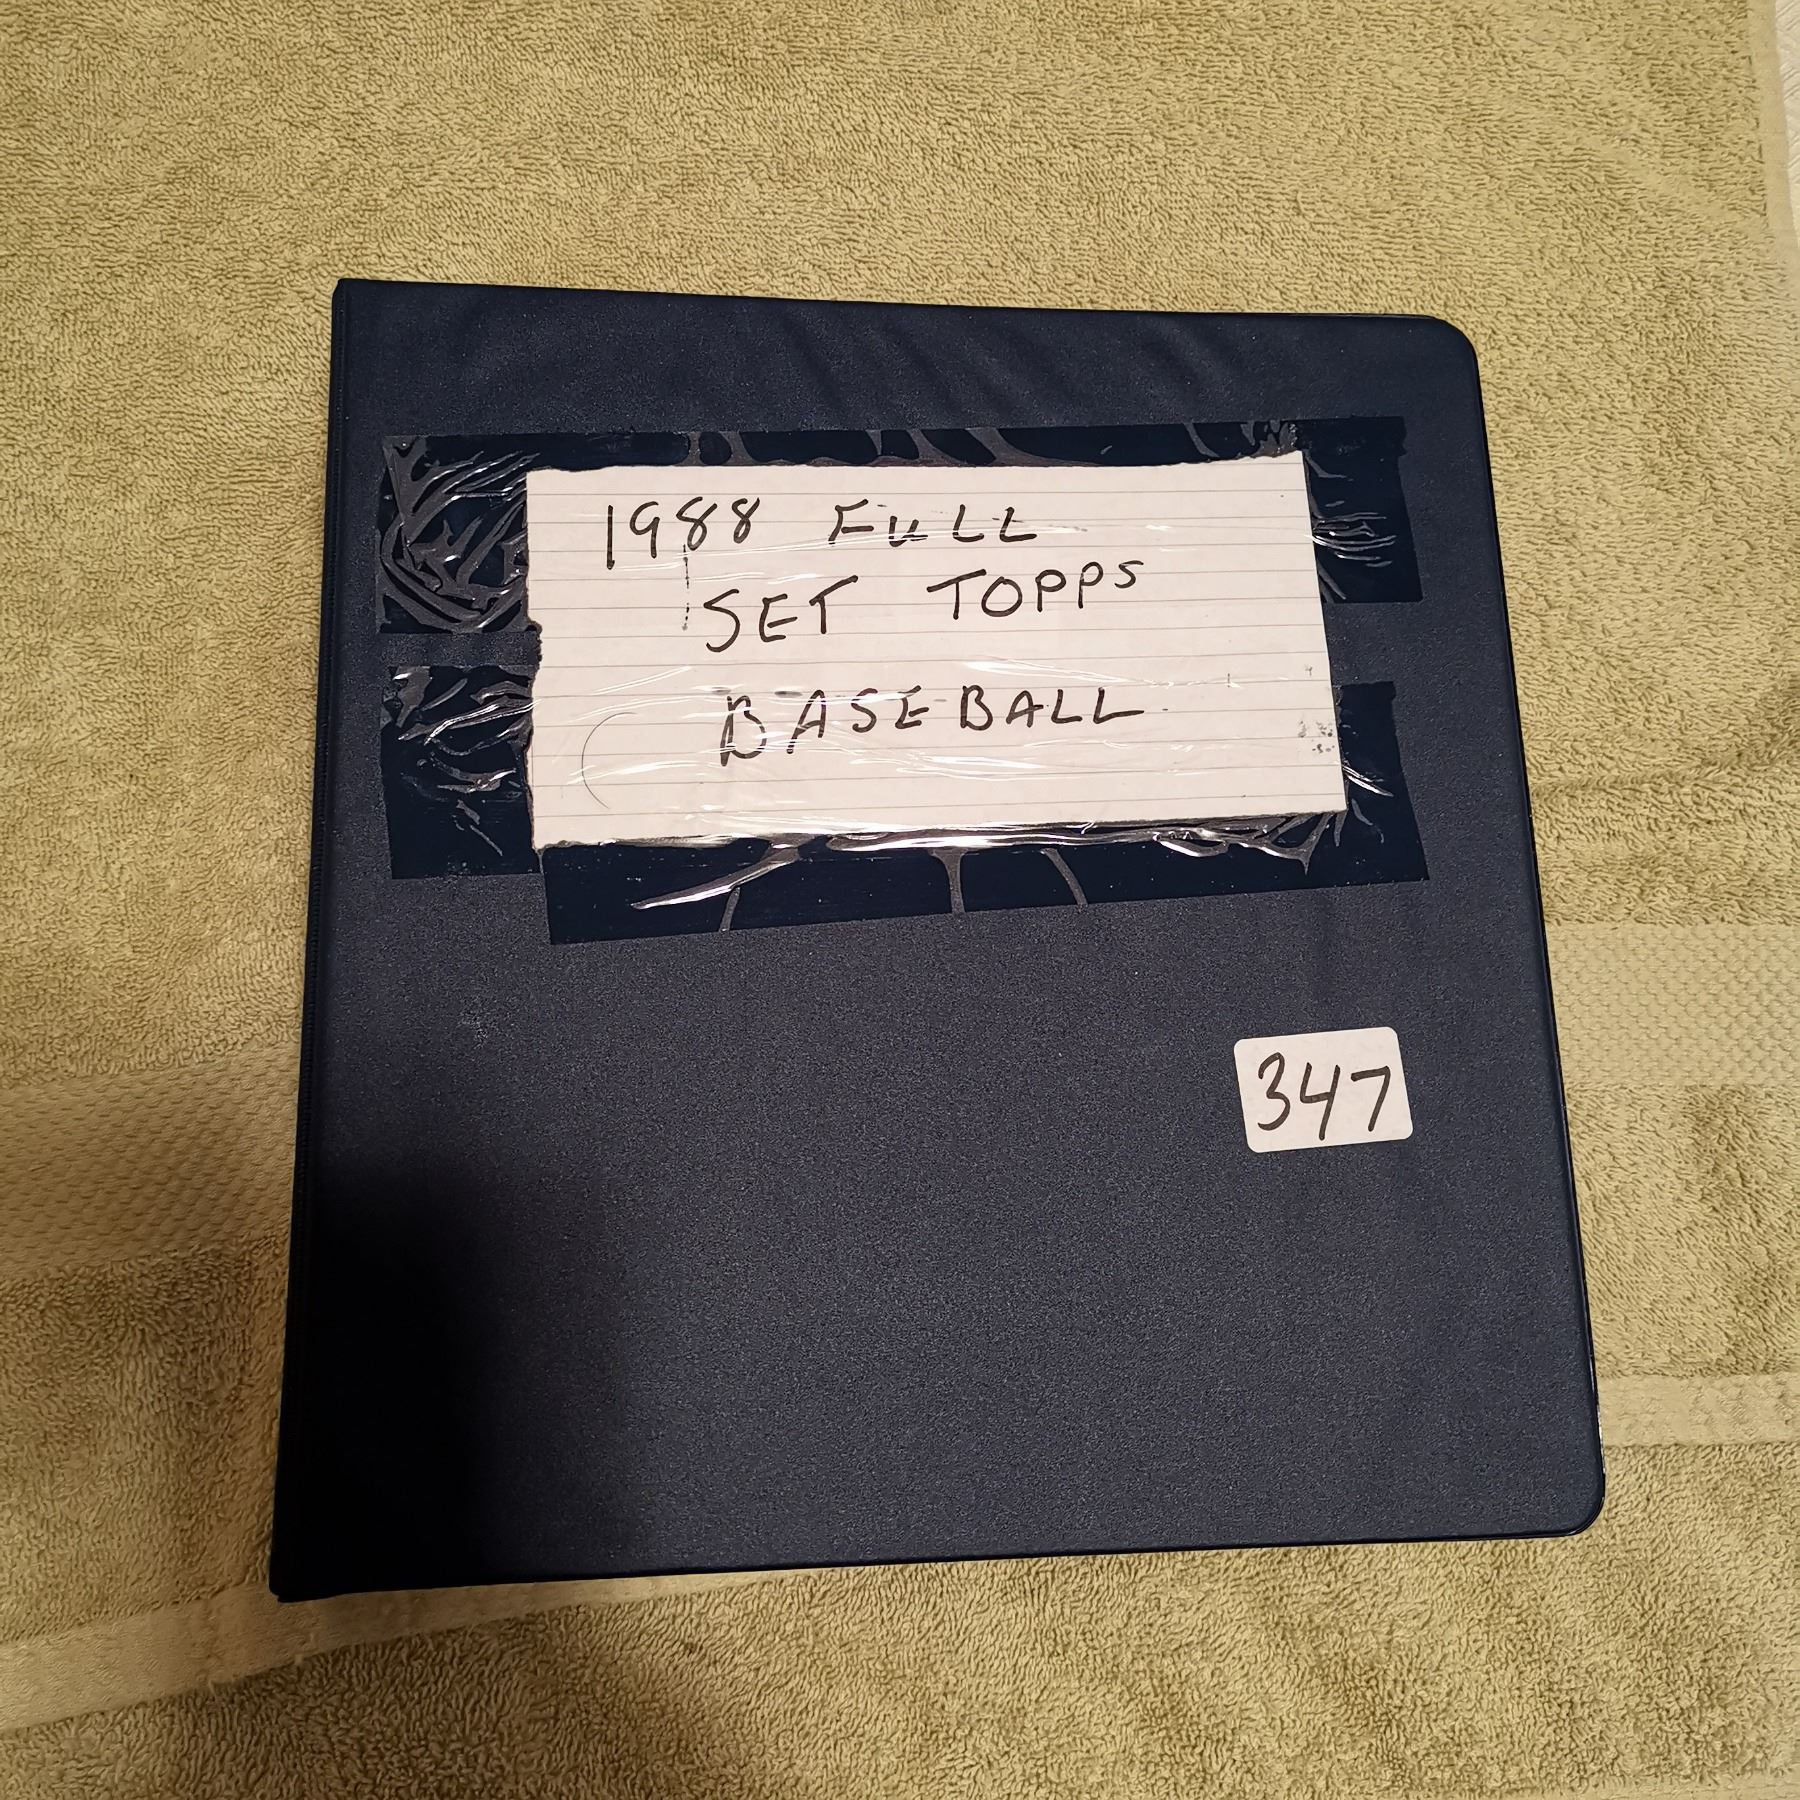 1988 FULL
SET TOPPS
BASEBALL
347